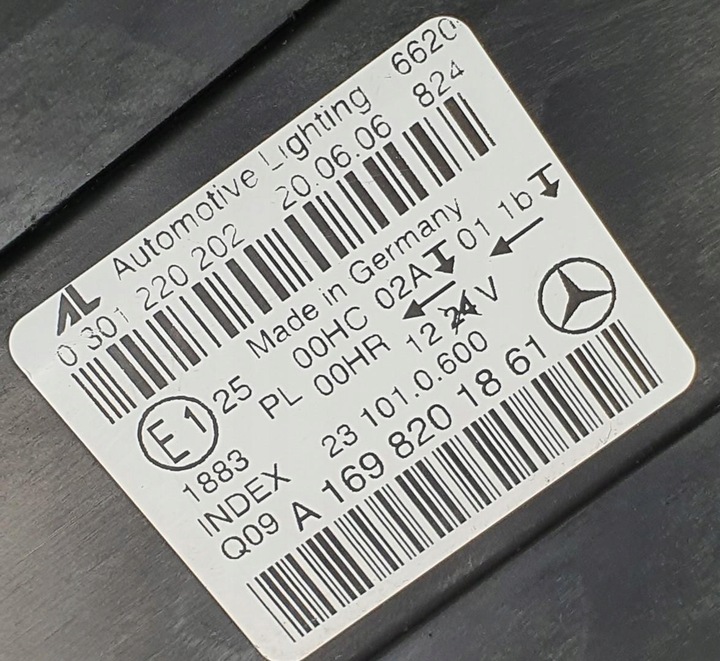 AL Automotive Lighting 6620
0 301 220 202 20.06.06 824
Made in Germany
E1 25 00HC 02A 01 1b
PL 00HR 12 24 V
1883 23 101.0.600
INDEX
Q09 A 169 820 18 61